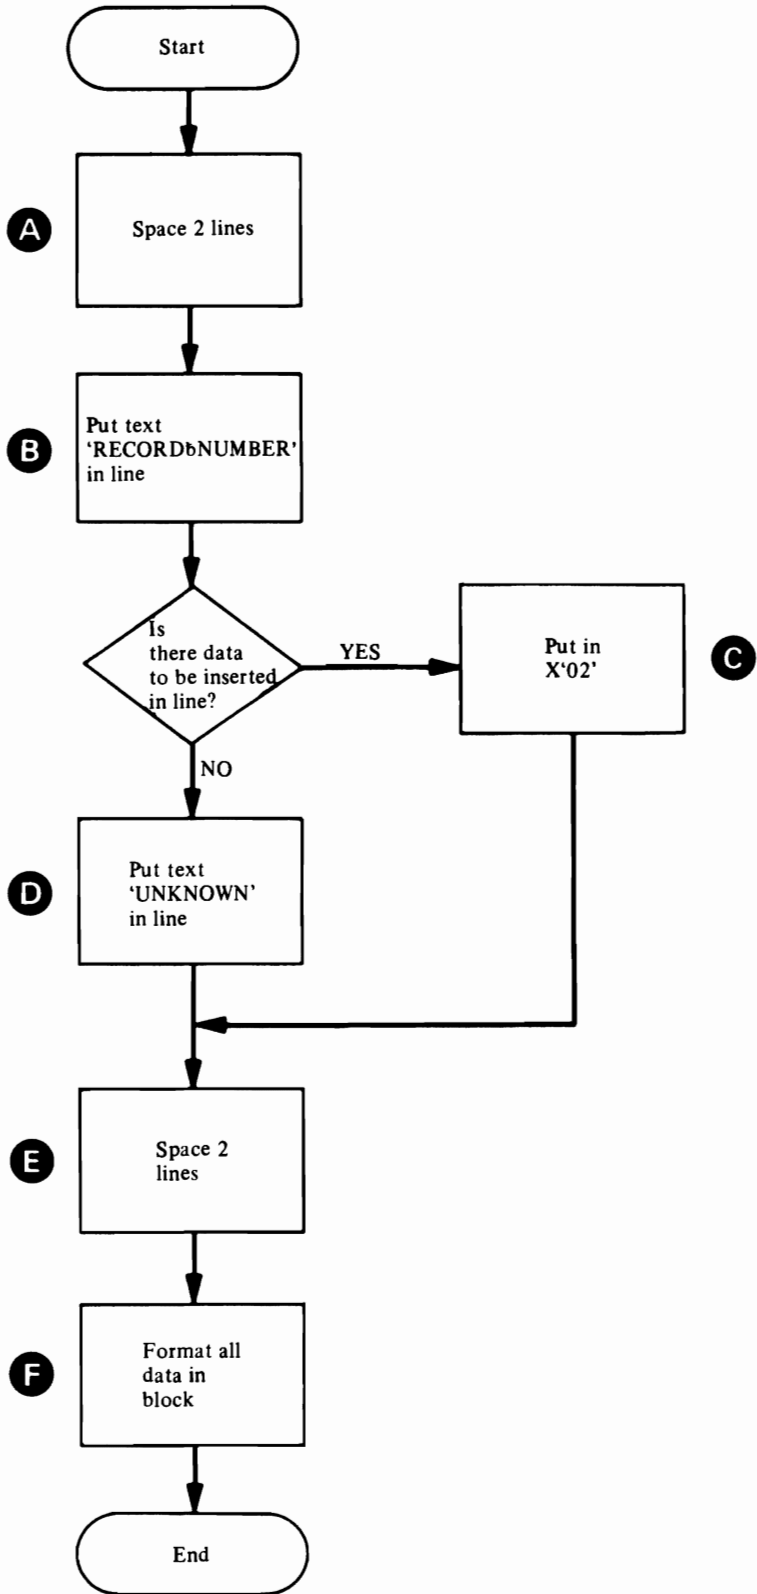 Start
A
Space 2 lines
B
Put text
‘RECORDƀNUMBER’
in line
Is
there data
to be inserted
in line?
YES
Put in
X‘02’
C
NO
D
Put text
‘UNKNOWN’
in line
E
Space 2
lines
F
Format all
data in
block
End